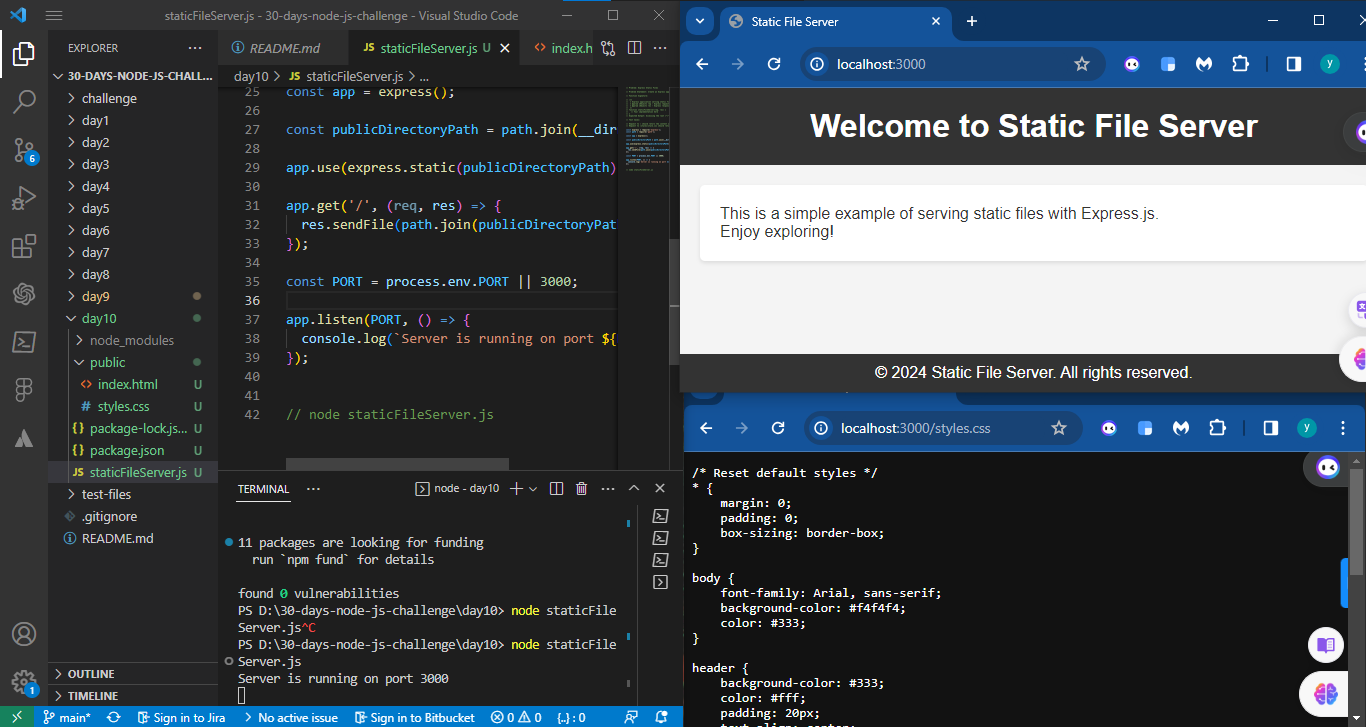 staticFileServer.js - 30-days-node-js-challenge - Visual Studio Code
EXPLORER
30-DAYS-NODE-JS-CHALL...
challenge
day1
day2
day3
day4
day5
day6
day7
day8
day9
day10
node_modules
public
<> index.html U
# styles.css U
{} package-lock.js... U
{} package.json U
JS staticFileServer.js U
test-files
.gitignore
README.md
OUTLINE
TIMELINE
6
1
README.md
JS staticFileServer.js U
<> index.h
day10 > JS staticFileServer.js > ...
25 const app = express();
26
27 const publicDirectoryPath = path.join(__dir
28
29 app.use(express.static(publicDirectoryPath)
30
31 app.get('/', (req, res) => {
32 res.sendFile(path.join(publicDirectoryPat
33 });
34
35 const PORT = process.env.PORT || 3000;
36
37 app.listen(PORT, () => {
38 console.log(`Server is running on port ${
39 });
40
41
42 // node staticFileServer.js
TERMINAL
node - day10
11 packages are looking for funding
run `npm fund` for details
found 0 vulnerabilities
PS D:\30-days-node-js-challenge\day10> node staticFile
Server.js^C
PS D:\30-days-node-js-challenge\day10> node staticFile
Server.js
Server is running on port 3000
main*
Sign in to Jira
No active issue
Sign in to Bitbucket
0
0
{..} : 0
Static File Server
localhost:3000
y
Welcome to Static File Server
This is a simple example of serving static files with Express.js.
Enjoy exploring!
© 2024 Static File Server. All rights reserved.
localhost:3000/styles.css
y
/* Reset default styles */
* {
margin: 0;
padding: 0;
box-sizing: border-box;
}
body {
font-family: Arial, sans-serif;
background-color: #f4f4f4;
color: #333;
}
header {
background-color: #333;
color: #fff;
padding: 20px;
text-align: center;